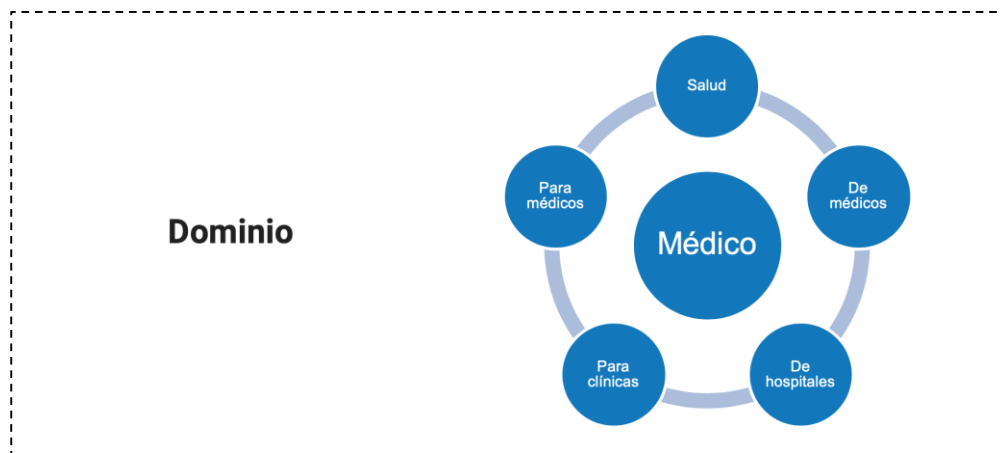 Dominio
Salud
De
médicos
De
hospitales
Para
clínicas
Para
médicos
Médico